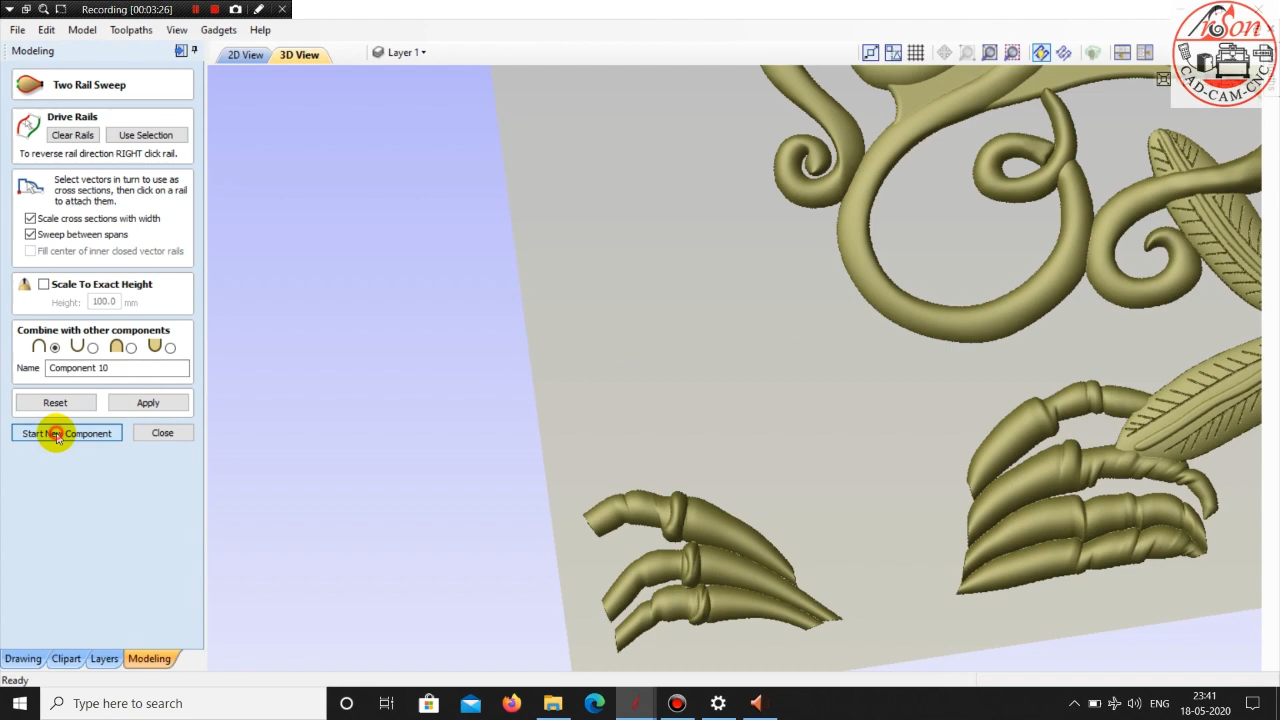 Recording [00:03:26]
File Edit Model Toolpaths View Gadgets Help
Modeling
2D View 3D View Layer 1
Two Rail Sweep
Drive Rails
Clear Rails Use Selection
To reverse rail direction RIGHT click rail.
Select vectors in turn to use as
cross sections, then click on a rail
to attach them.
Scale cross sections with width
Sweep between spans
Fill center of inner closed vector rails
Scale To Exact Height
Height: 100.0 mm
Combine with other components
Name Component 10
Reset Apply
Start New Component Close
Drawing Clipart Layers Modeling
Ready
Type here to search
ENG
23:41
18-05-2020
CAD-CAM-CNC